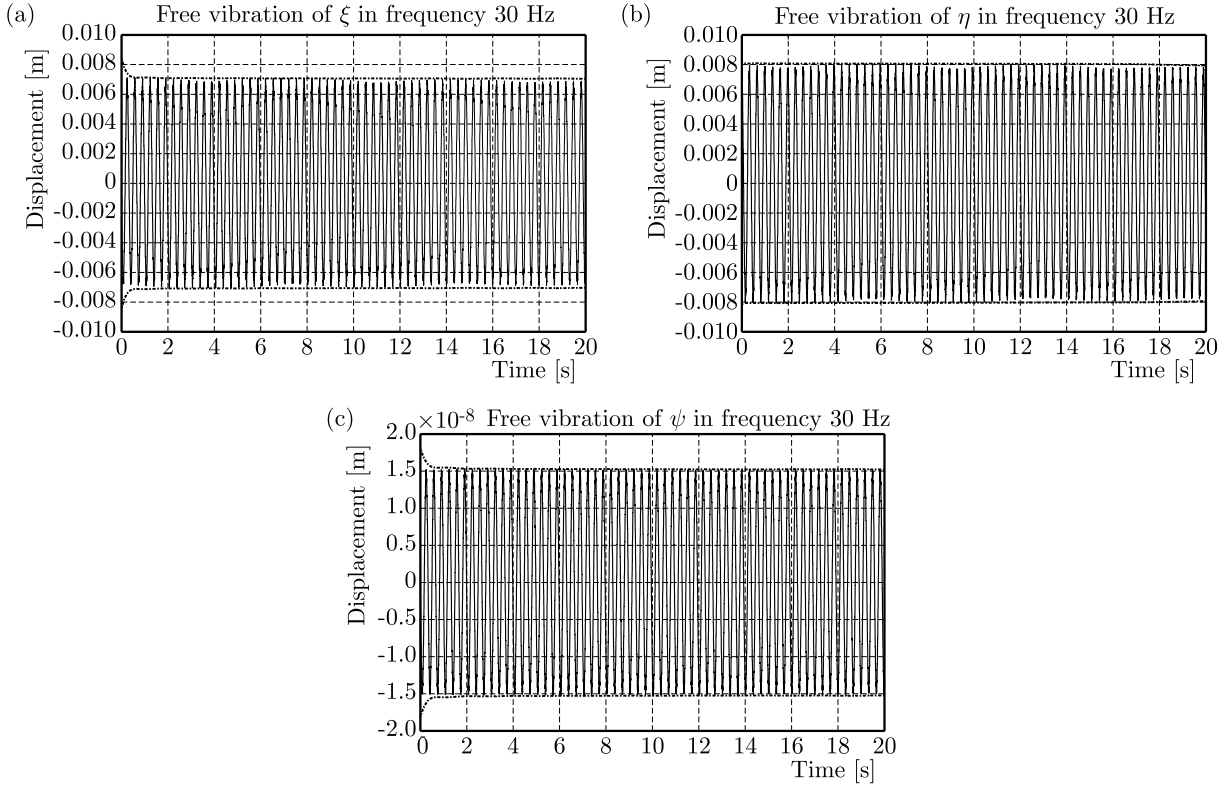 (a)
Free vibration of ξ in frequency 30 Hz
Displacement [m]
0.010
0.008
0.006
0.004
0.002
0
-0.002
-0.004
-0.006
-0.008
-0.010
0 2 4 6 8 10 12 14 16 18 20
Time [s]
(b)
Free vibration of η in frequency 30 Hz
Displacement [m]
0.010
0.008
0.006
0.004
0.002
0
-0.002
-0.004
-0.006
-0.008
-0.010
0 2 4 6 8 10 12 14 16 18 20
Time [s]
(c)
×10-8 Free vibration of ψ in frequency 30 Hz
Displacement [m]
2.0
1.5
1.0
0.5
0
-0.5
-1.0
-1.5
-2.0
0 2 4 6 8 10 12 14 16 18 20
Time [s]